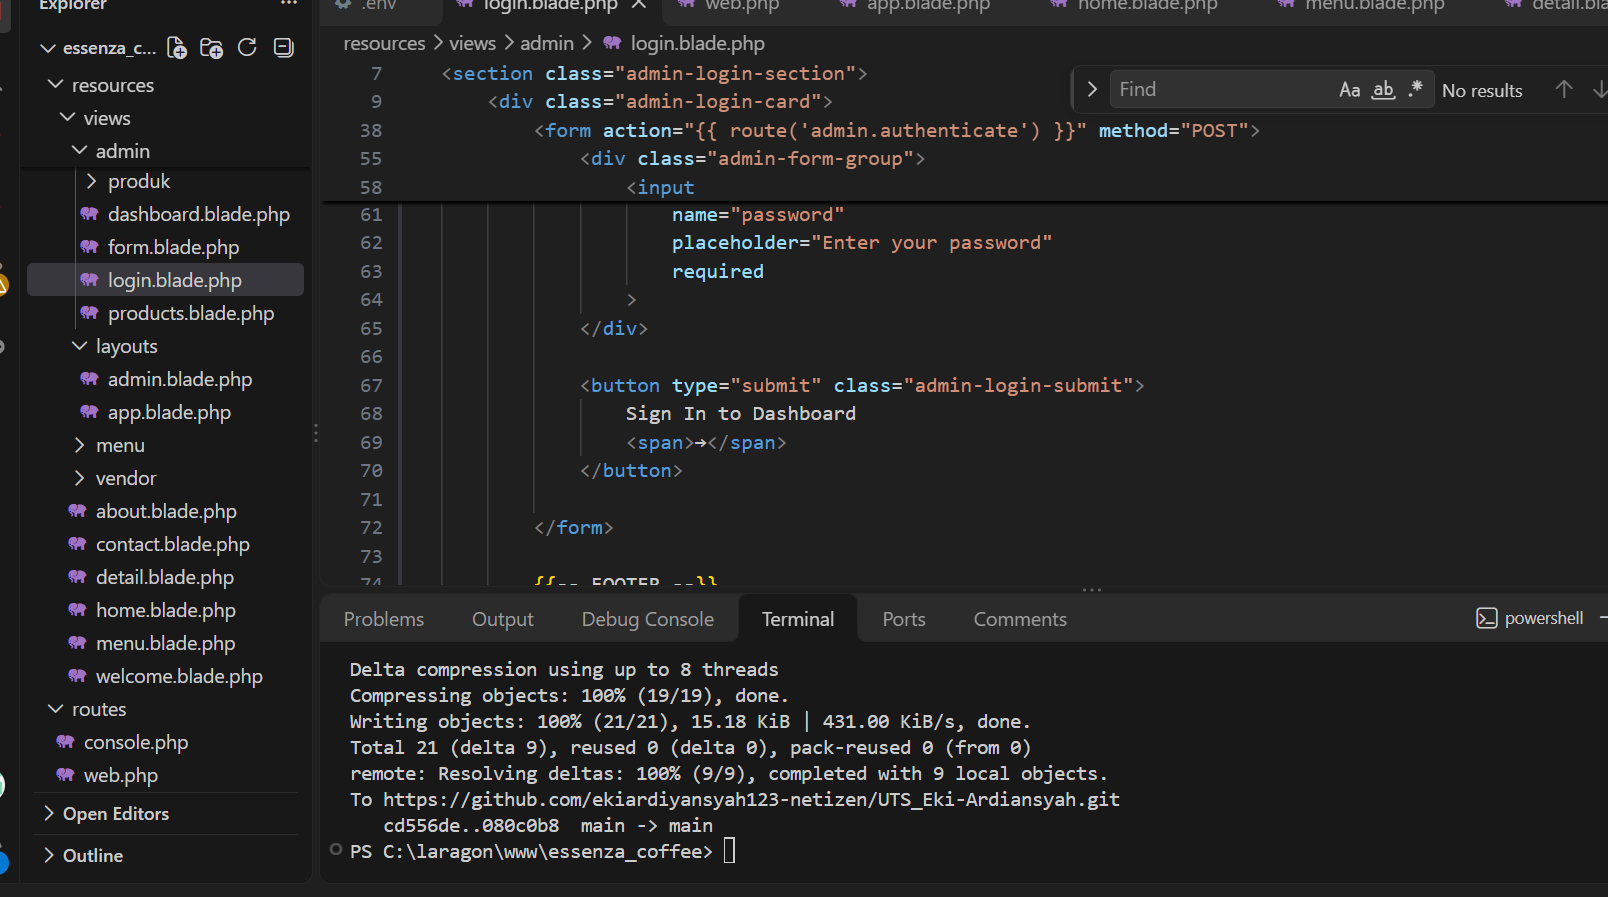 Explorer
essenza_c...
resources
views
admin
produk
dashboard.blade.php
form.blade.php
login.blade.php
products.blade.php
layouts
admin.blade.php
app.blade.php
menu
vendor
about.blade.php
contact.blade.php
detail.blade.php
home.blade.php
menu.blade.php
welcome.blade.php
routes
console.php
web.php
Open Editors
Outline
.env
login.blade.php
web.php
app.blade.php
home.blade.php
menu.blade.php
detail.bla
resources > views > admin > login.blade.php
Find
Aa ab .* No results
7 <section class="admin-login-section">
9 <div class="admin-login-card">
38 <form action="{{ route('admin.authenticate') }}" method="POST">
55 <div class="admin-form-group">
58 <input
61 name="password"
62 placeholder="Enter your password"
63 required
64 >
65 </div>
66
67 <button type="submit" class="admin-login-submit">
68 Sign In to Dashboard
69 <span>→</span>
70 </button>
71
72 </form>
73
74 {{-- FOOTER --}}
Problems Output Debug Console Terminal Ports Comments
powershell
Delta compression using up to 8 threads
Compressing objects: 100% (19/19), done.
Writing objects: 100% (21/21), 15.18 KiB | 431.00 KiB/s, done.
Total 21 (delta 9), reused 0 (delta 0), pack-reused 0 (from 0)
remote: Resolving deltas: 100% (9/9), completed with 9 local objects.
To https://github.com/ekiardiyansyah123-netizen/UTS_Eki-Ardiansyah.git
cd556de..080c0b8 main -> main
PS C:\laragon\www\essenza_coffee>